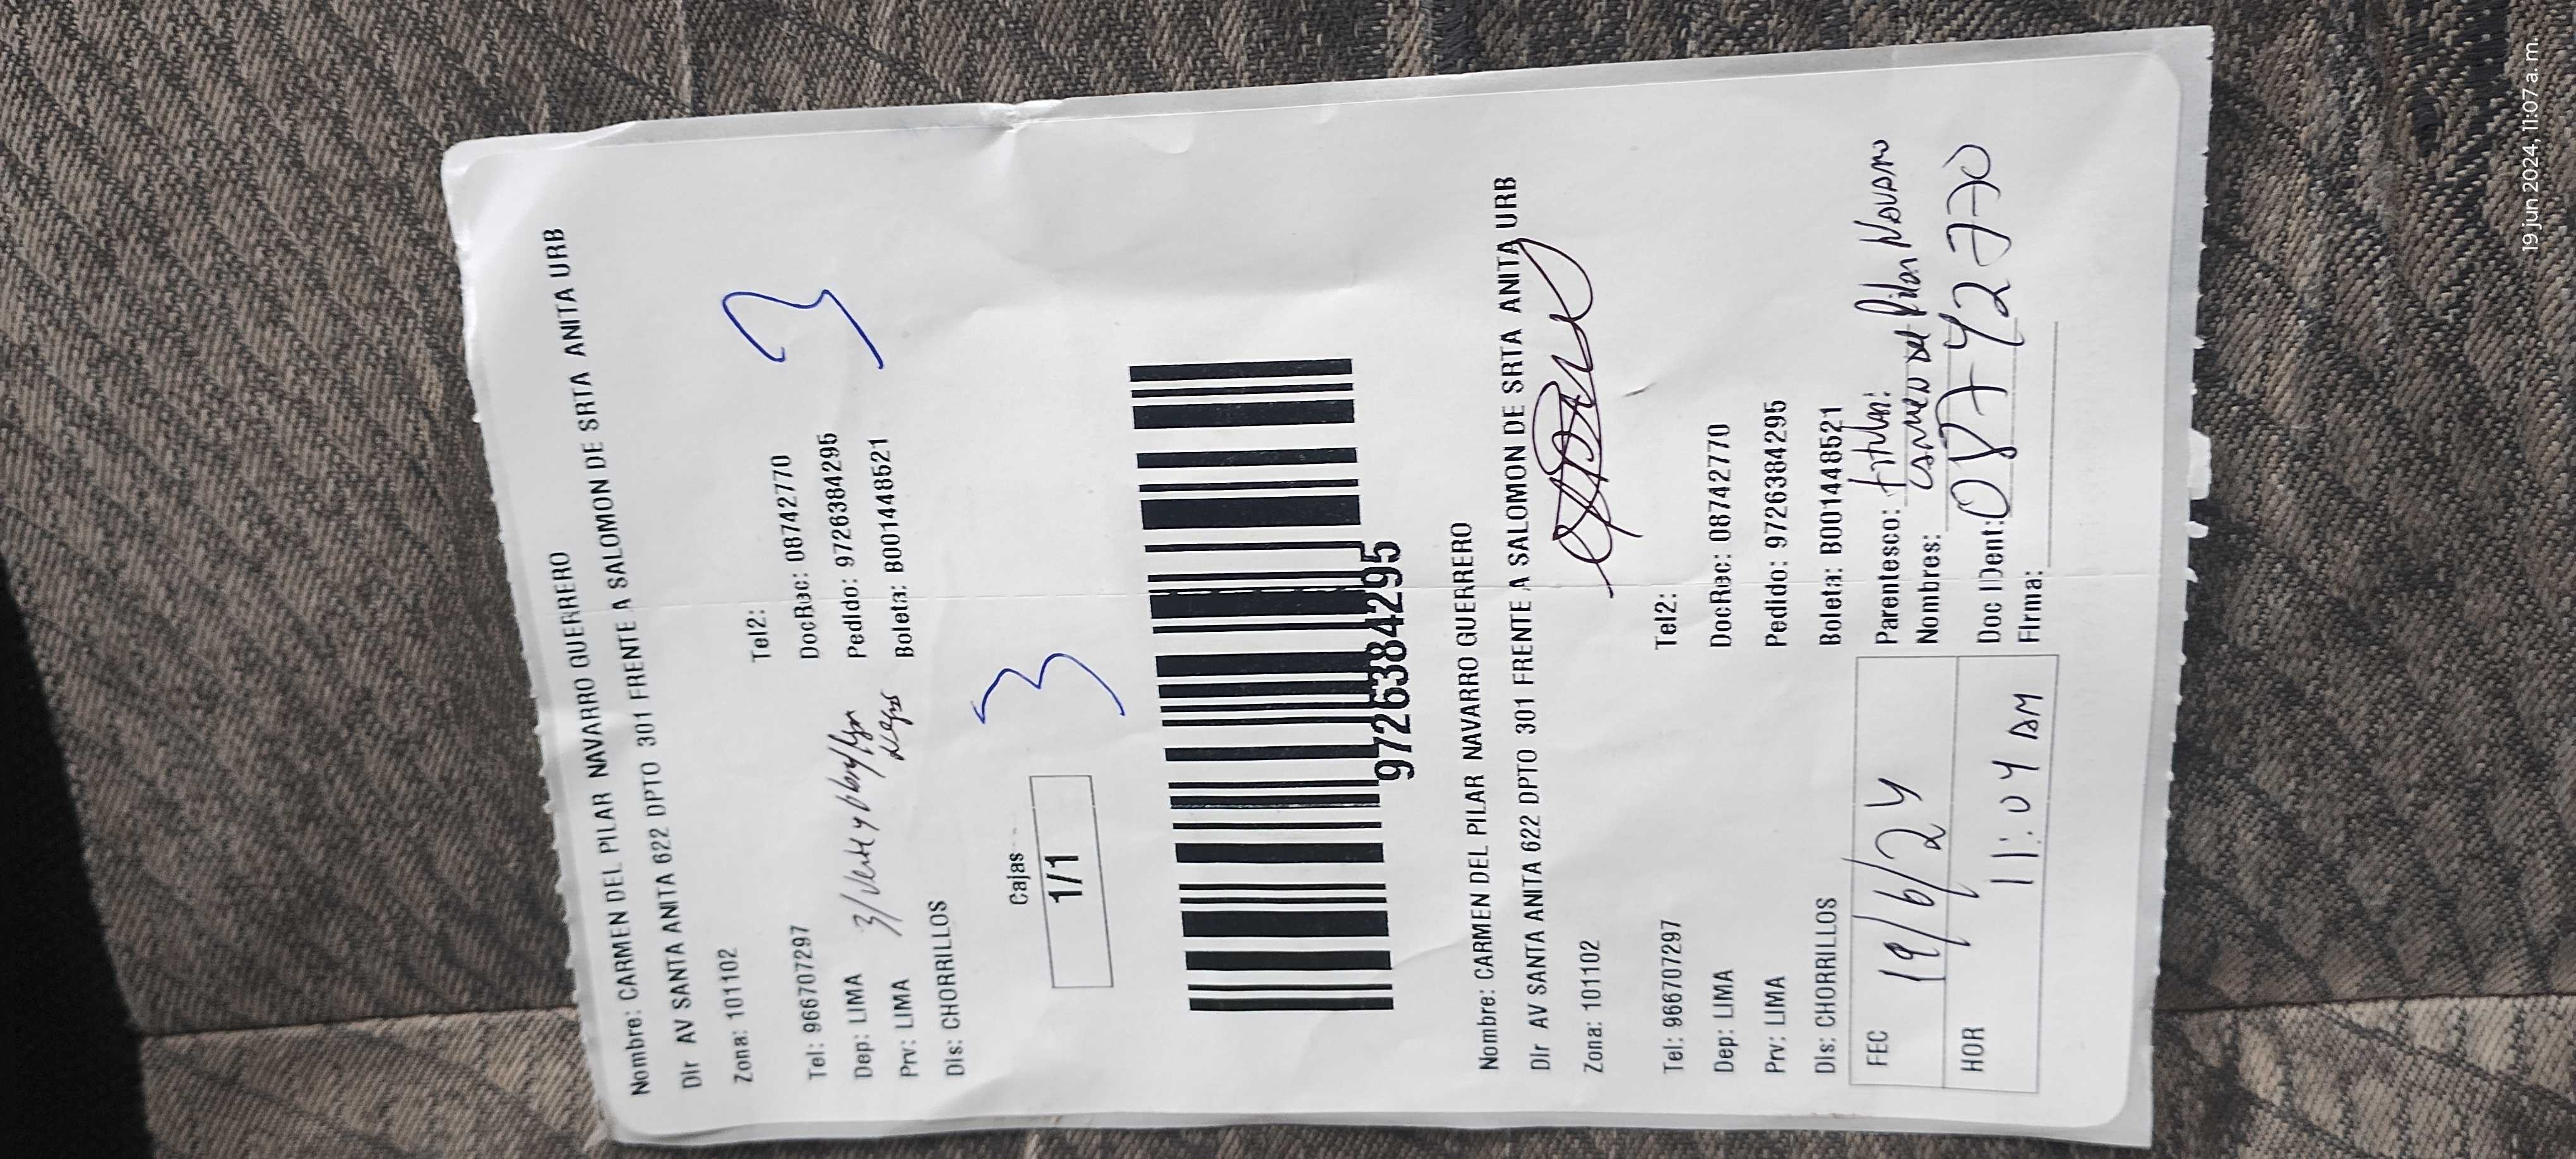 Nombre: CARMEN DEL PILAR NAVARRO GUERRERO
Dir AV SANTA ANITA 622 DPTO 301 FRENTE A SALOMON DE SRTA ANITA URB
Zona: 101102
Tel: 966707297 Tel2:
Dep: LIMA DocRec: 08742770
Prv: LIMA Pedido: 972638429​5
Dis: CHORRILLOS Boleta: B001448521
3
3
Cajas
1/1
9726384295
Nombre: CARMEN DEL PILAR NAVARRO GUERRERO
Dir AV SANTA ANITA 622 DPTO 301 FRENTE A SALOMON DE SRTA ANITA URB
Zona: 101102
Tel: 966707297 Tel2:
Dep: LIMA DocRec: 08742770
Prv: LIMA Pedido: 9726384295
Dis: CHORRILLOS Boleta: B001448521
FEC 19/6/24 Parentesco: titular:
Nombres: Carmen del Pilar Navarro
HOR 11:04 AM Doc IDent: 08742770
Firma:
19 jun 2024, 11:07 a. m.